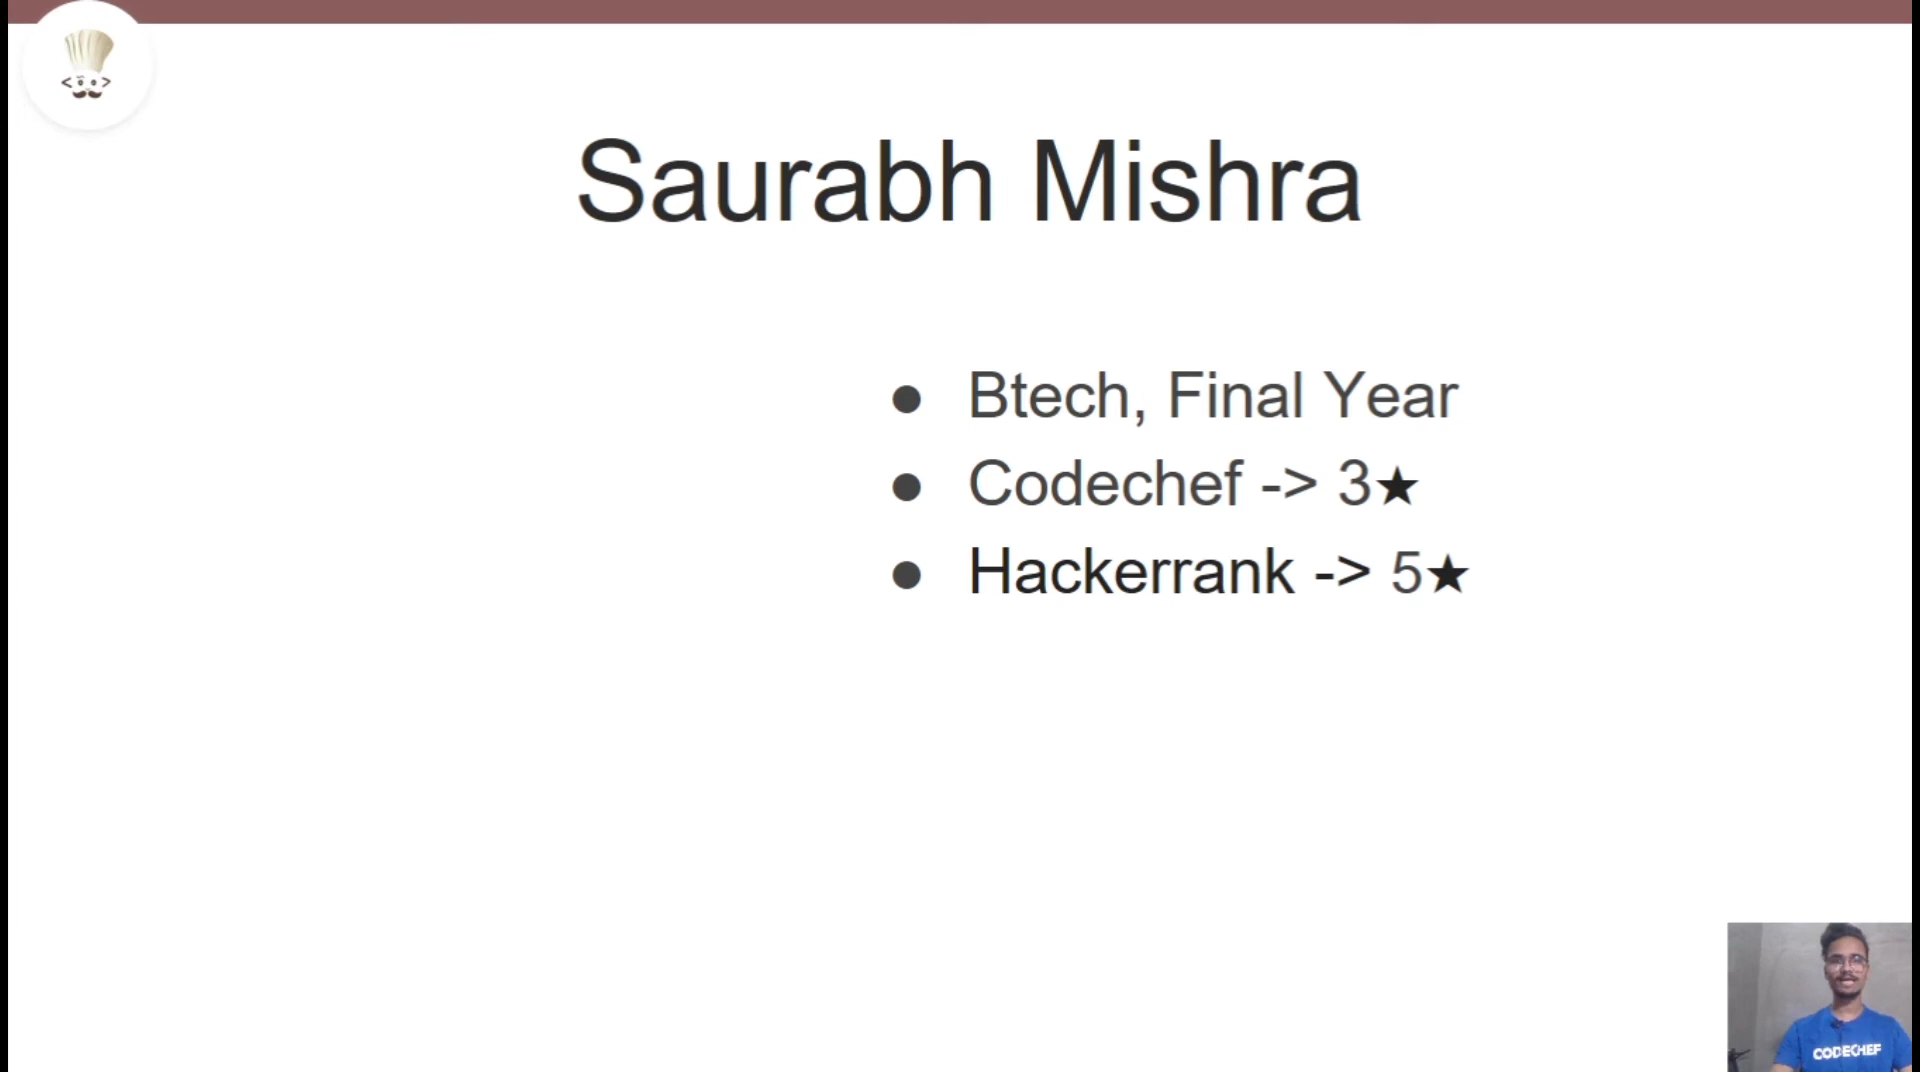 Saurabh Mishra
● Btech, Final Year
● Codechef -> 3★
● Hackerrank -> 5★
CODECHEF